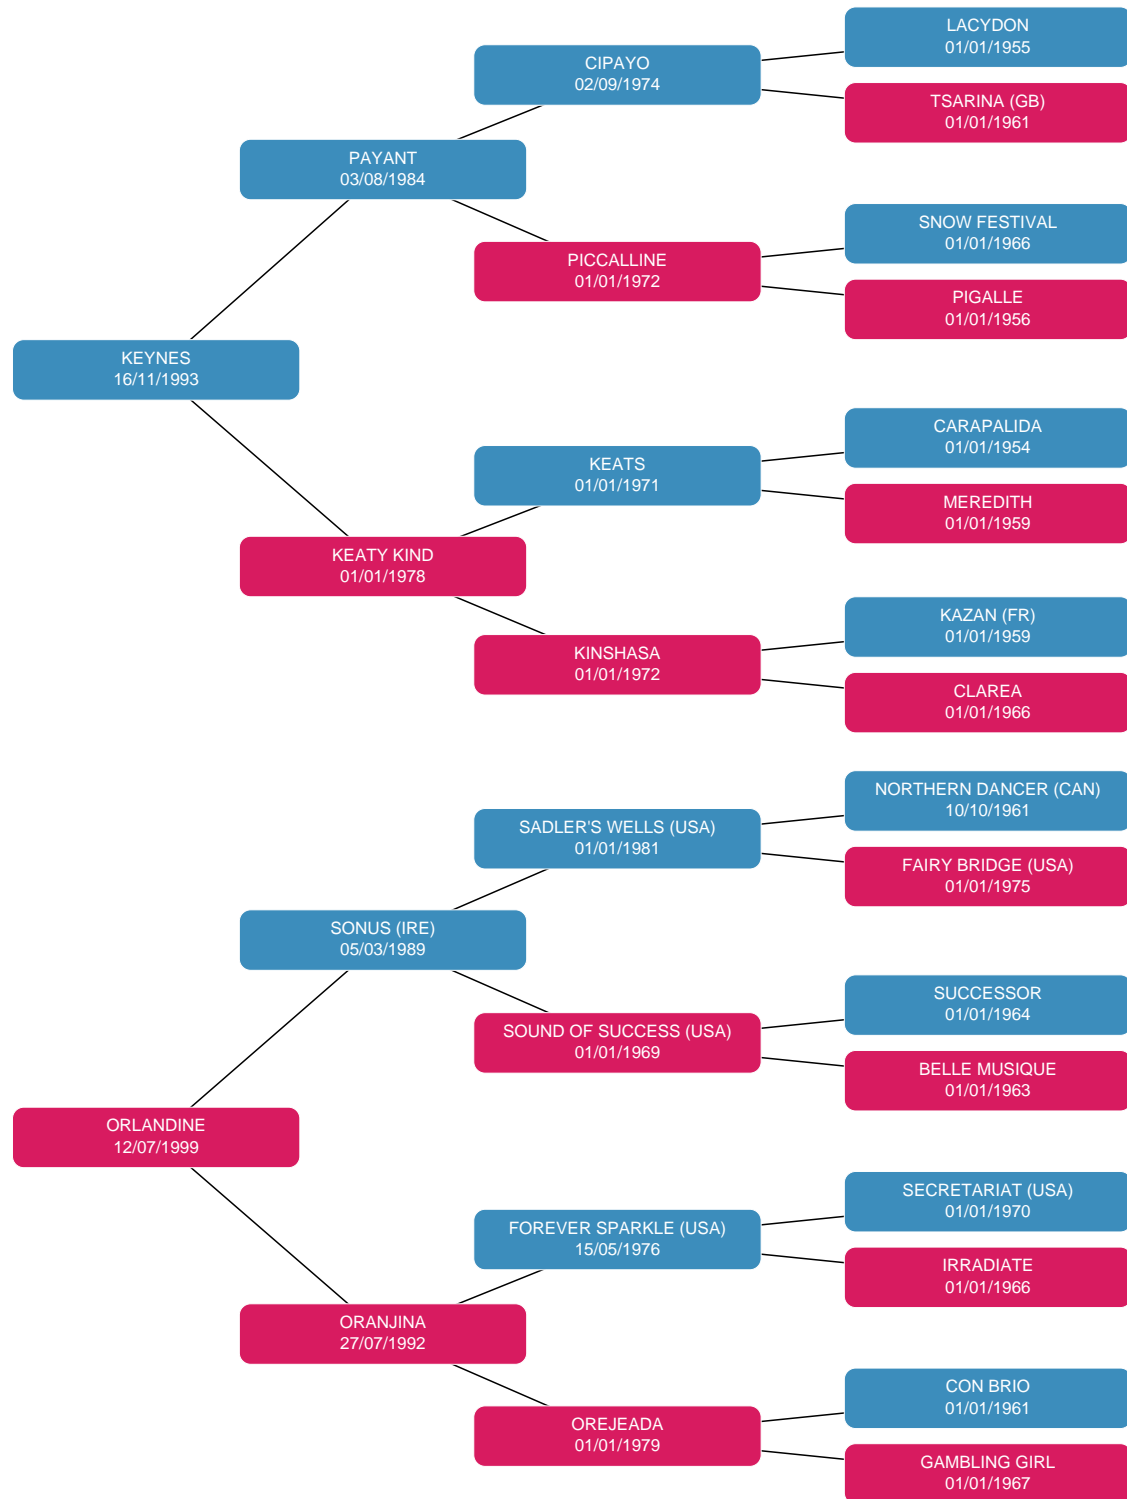 LACYDON
01/01/1955
CIPAYO
02/09/1974
TSARINA (GB)
01/01/1961
PAYANT
03/08/1984
SNOW FESTIVAL
01/01/1966
PICCALLINE
01/01/1972
PIGALLE
01/01/1956
KEYNES
16/11/1993
CARAPALIDA
01/01/1954
KEATS
01/01/1971
MEREDITH
01/01/1959
KEATY KIND
01/01/1978
KAZAN (FR)
01/01/1959
KINSHASA
01/01/1972
CLAREA
01/01/1966
NORTHERN DANCER (CAN)
10/10/1961
SADLER'S WELLS (USA)
01/01/1981
FAIRY BRIDGE (USA)
01/01/1975
SONUS (IRE)
05/03/1989
SUCCESSOR
01/01/1964
SOUND OF SUCCESS (USA)
01/01/1969
BELLE MUSIQUE
01/01/1963
ORLANDINE
12/07/1999
SECRETARIAT (USA)
01/01/1970
FOREVER SPARKLE (USA)
15/05/1976
IRRADIATE
01/01/1966
ORANJINA
27/07/1992
CON BRIO
01/01/1961
OREJEADA
01/01/1979
GAMBLING GIRL
01/01/1967